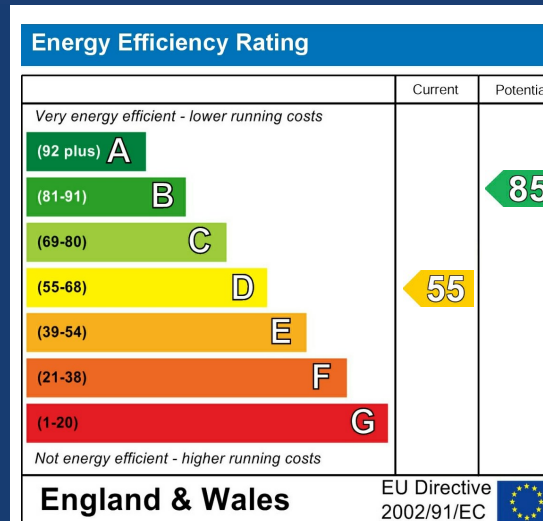 Energy Efficiency Rating
Current Potentia
Very energy efficient - lower running costs
(92 plus) A
(81-91) B
85
(69-80) C
(55-68) D
55
(39-54) E
(21-38) F
(1-20) G
Not energy efficient - higher running costs
England & Wales
EU Directive
2002/91/EC